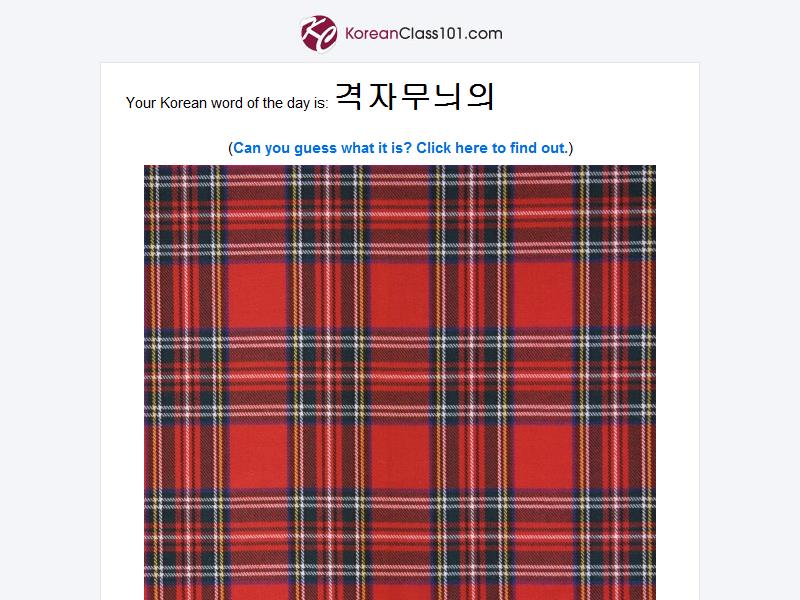 KoreanClass101.com
Your Korean word of the day is: 격자무늬의
(Can you guess what it is? Click here to find out.)